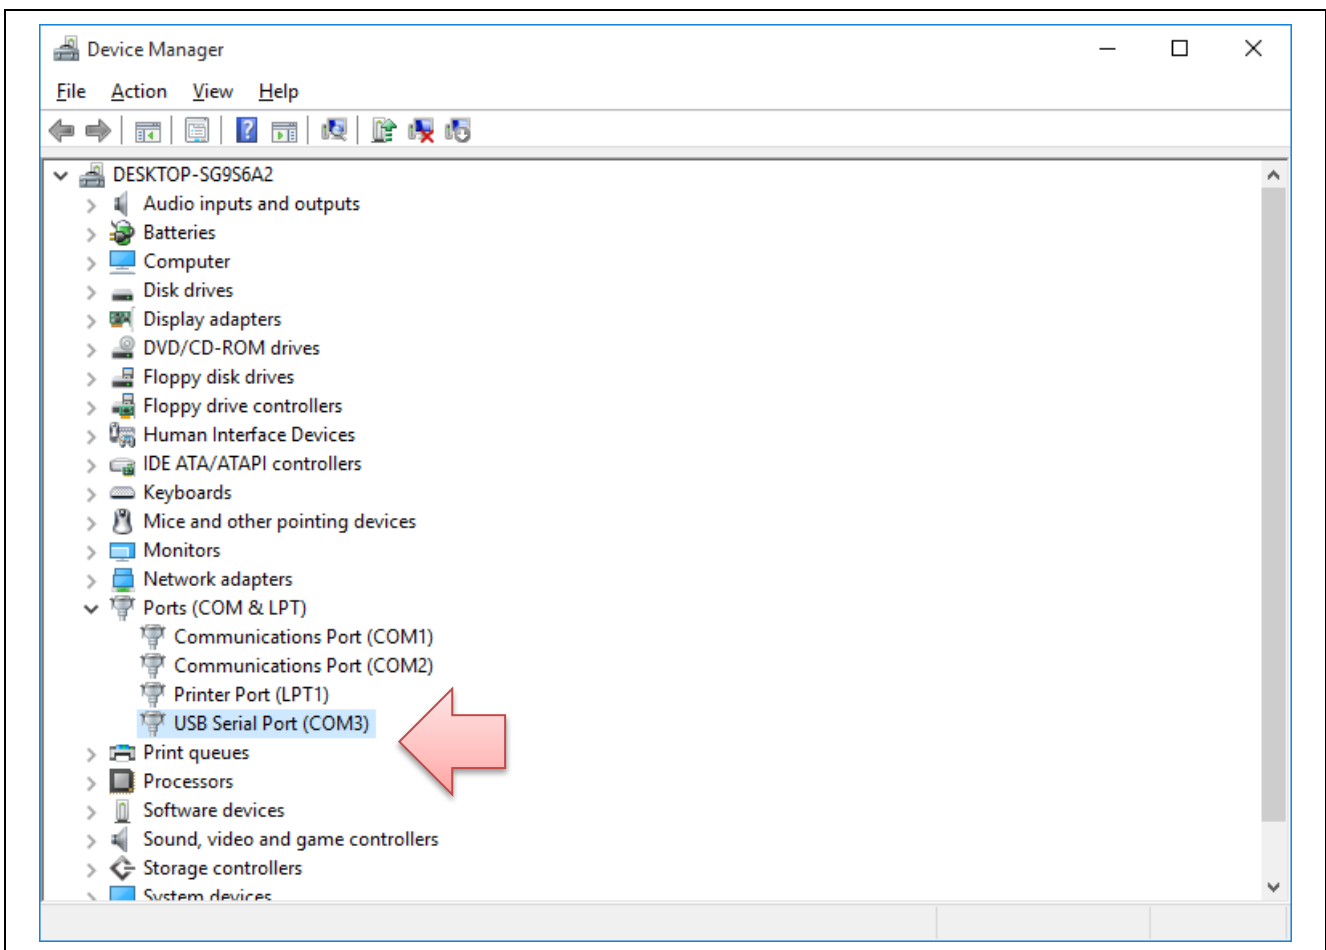 Device Manager
File Action View Help
DESKTOP-SG9S6A2
Audio inputs and outputs
Batteries
Computer
Disk drives
Display adapters
DVD/CD-ROM drives
Floppy disk drives
Floppy drive controllers
Human Interface Devices
IDE ATA/ATAPI controllers
Keyboards
Mice and other pointing devices
Monitors
Network adapters
Ports (COM & LPT)
Communications Port (COM1)
Communications Port (COM2)
Printer Port (LPT1)
USB Serial Port (COM3)
Print queues
Processors
Software devices
Sound, video and game controllers
Storage controllers
System devices